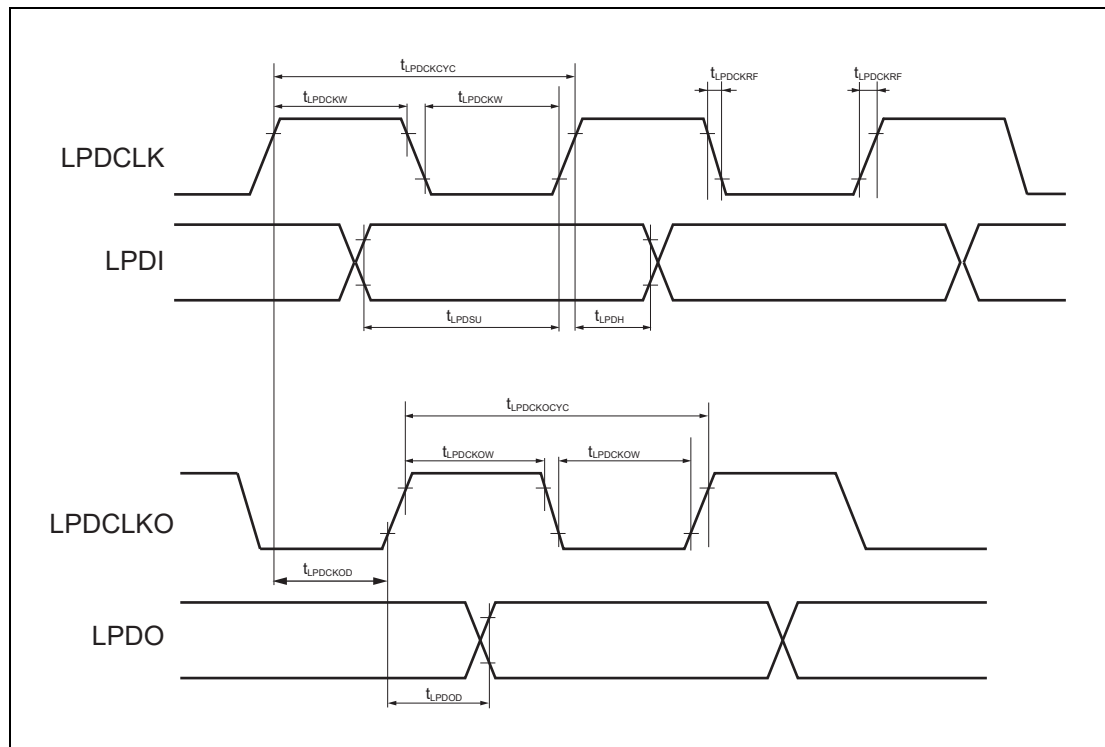 tLPDCKCYC
tLPDCKRF
tLPDCKRF
tLPDCKW
tLPDCKW
LPDCLK
LPDI
tLPDSU
tLPDH
tLPDCKOCYC
tLPDCKOW
tLPDCKOW
LPDCLKO
tLPDCKOD
LPDO
tLPDOD